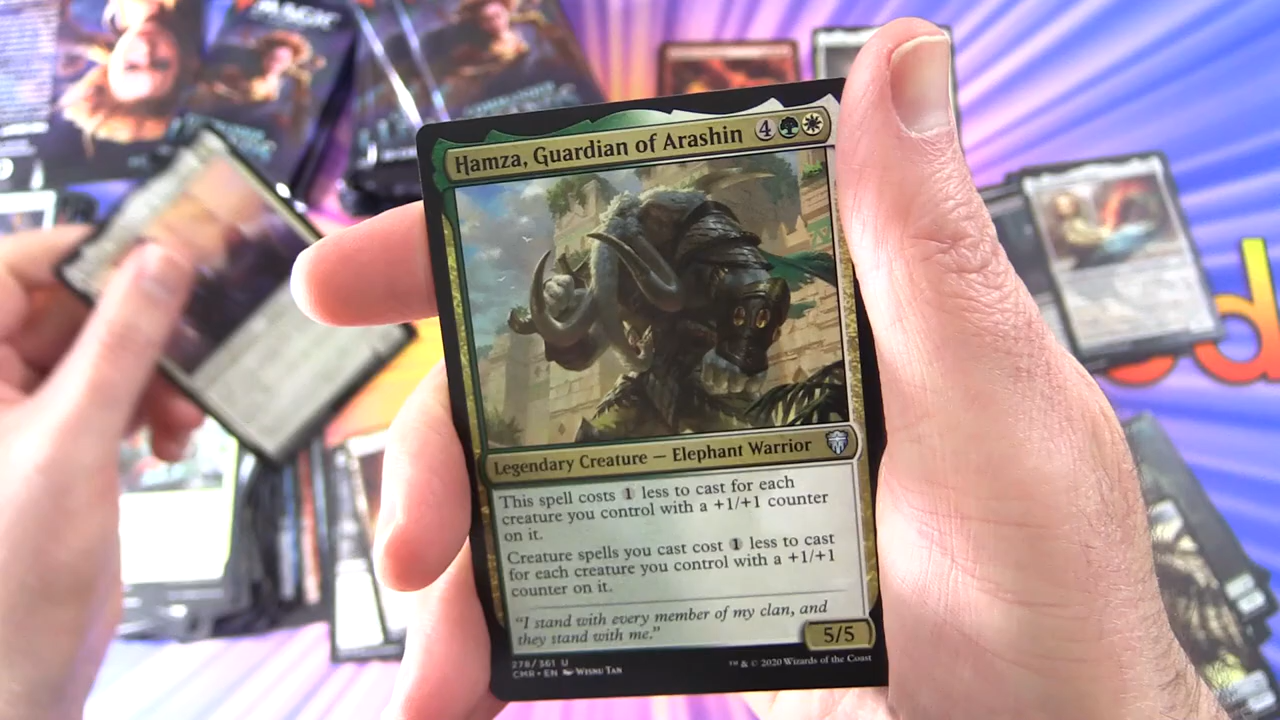 MAGIC
Hamza, Guardian of Arashin 4
Legendary Creature — Elephant Warrior
This spell costs 1 less to cast for each
creature you control with a +1/+1 counter
on it.
Creature spells you cast cost 1 less to cast
for each creature you control with a +1/+1
counter on it.
"I stand with every member of my clan, and
they stand with me."
5/5
278/361 U
CMR • EN Wisnu Tan
™ & © 2020 Wizards of the Coast
d